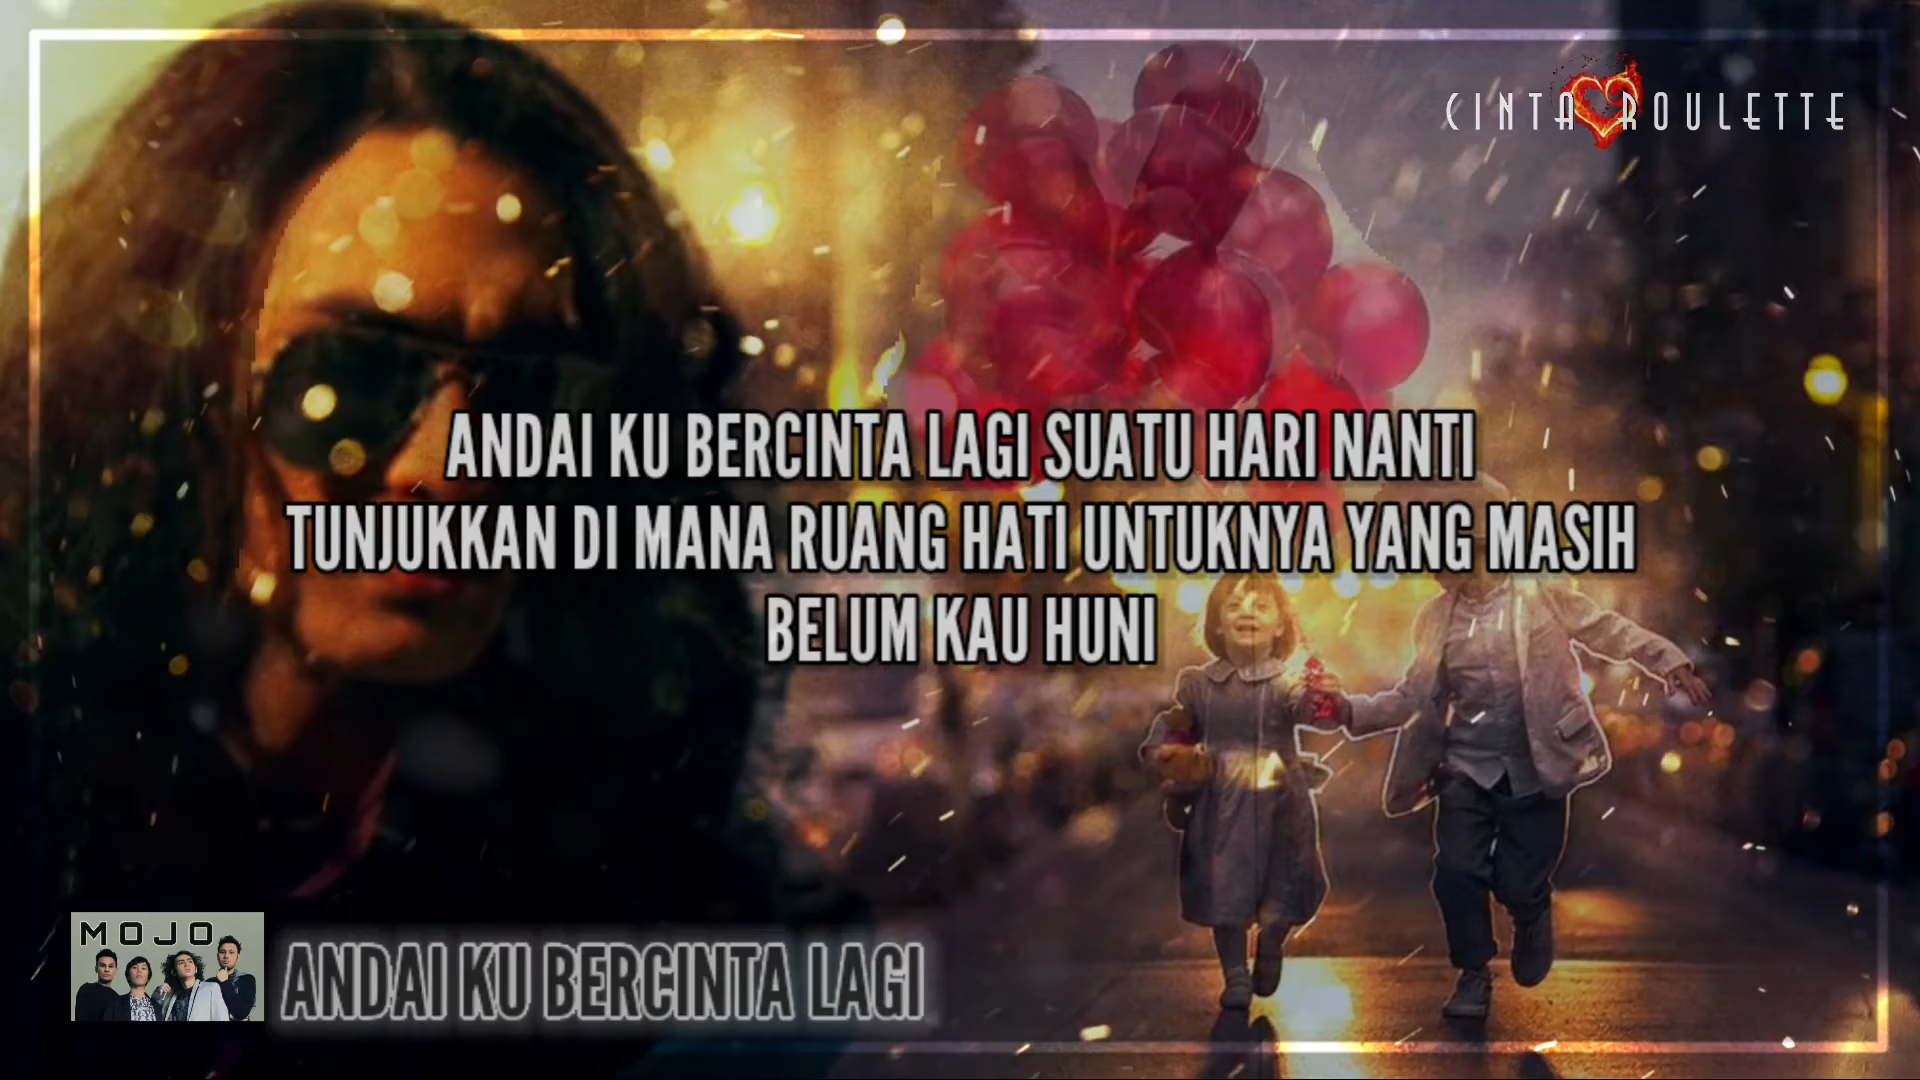 CINTA ROULETTE
ANDAI KU BERCINTA LAGI SUATU HARI NANTI
TUNJUKKAN DI MANA RUANG HATI UNTUKNYA YANG MASIH
BELUM KAU HUNI
MOJO
ANDAI KU BERCINTA LAGI